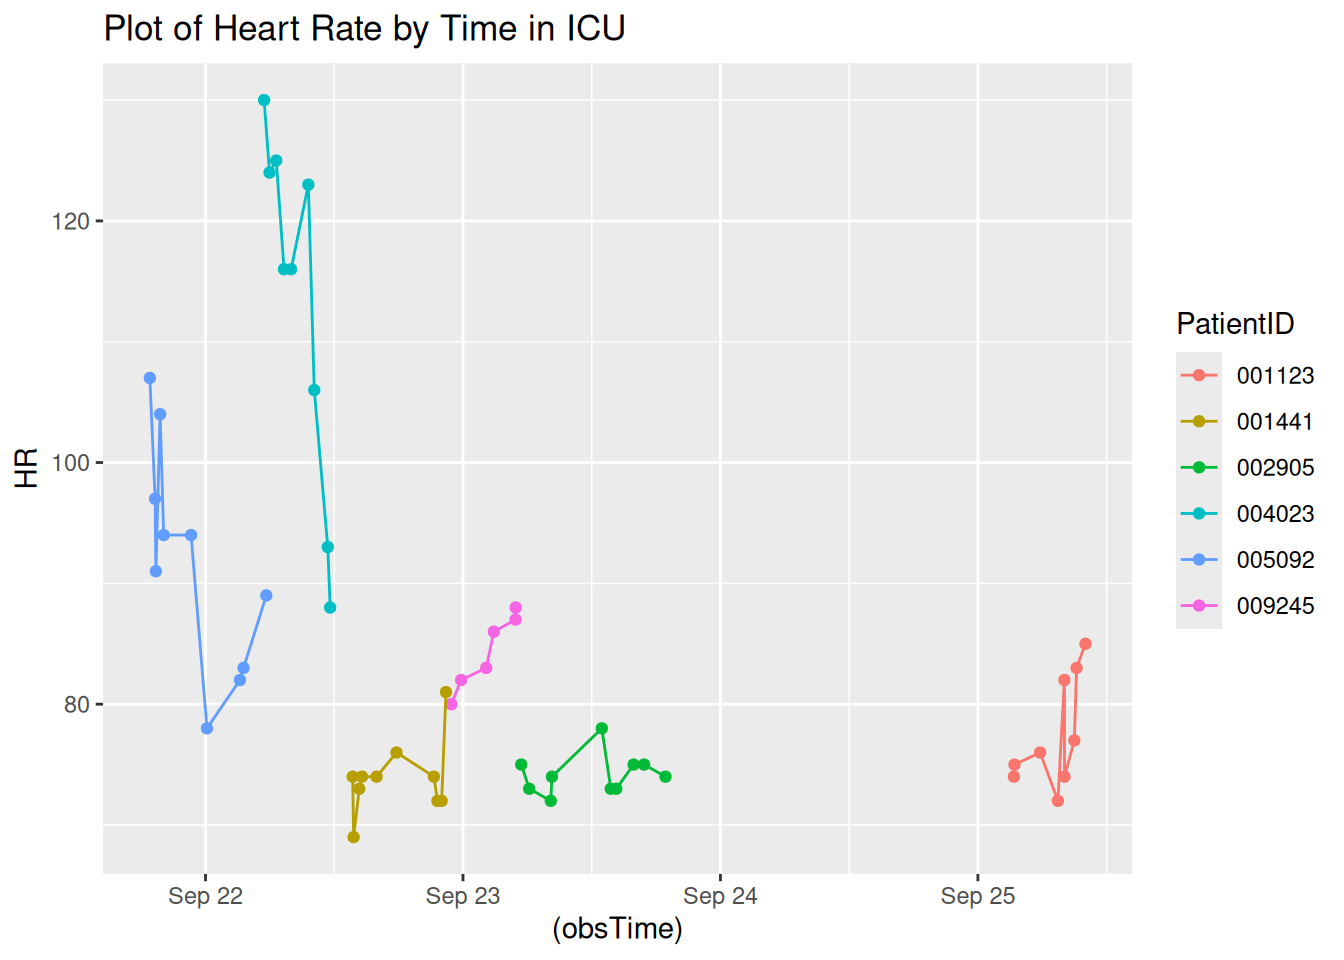 Plot of Heart Rate by Time in ICU
120
100
80
HR
Sep 22
Sep 23
Sep 24
Sep 25
(obsTime)
PatientID
001123
001441
002905
004023
005092
009245